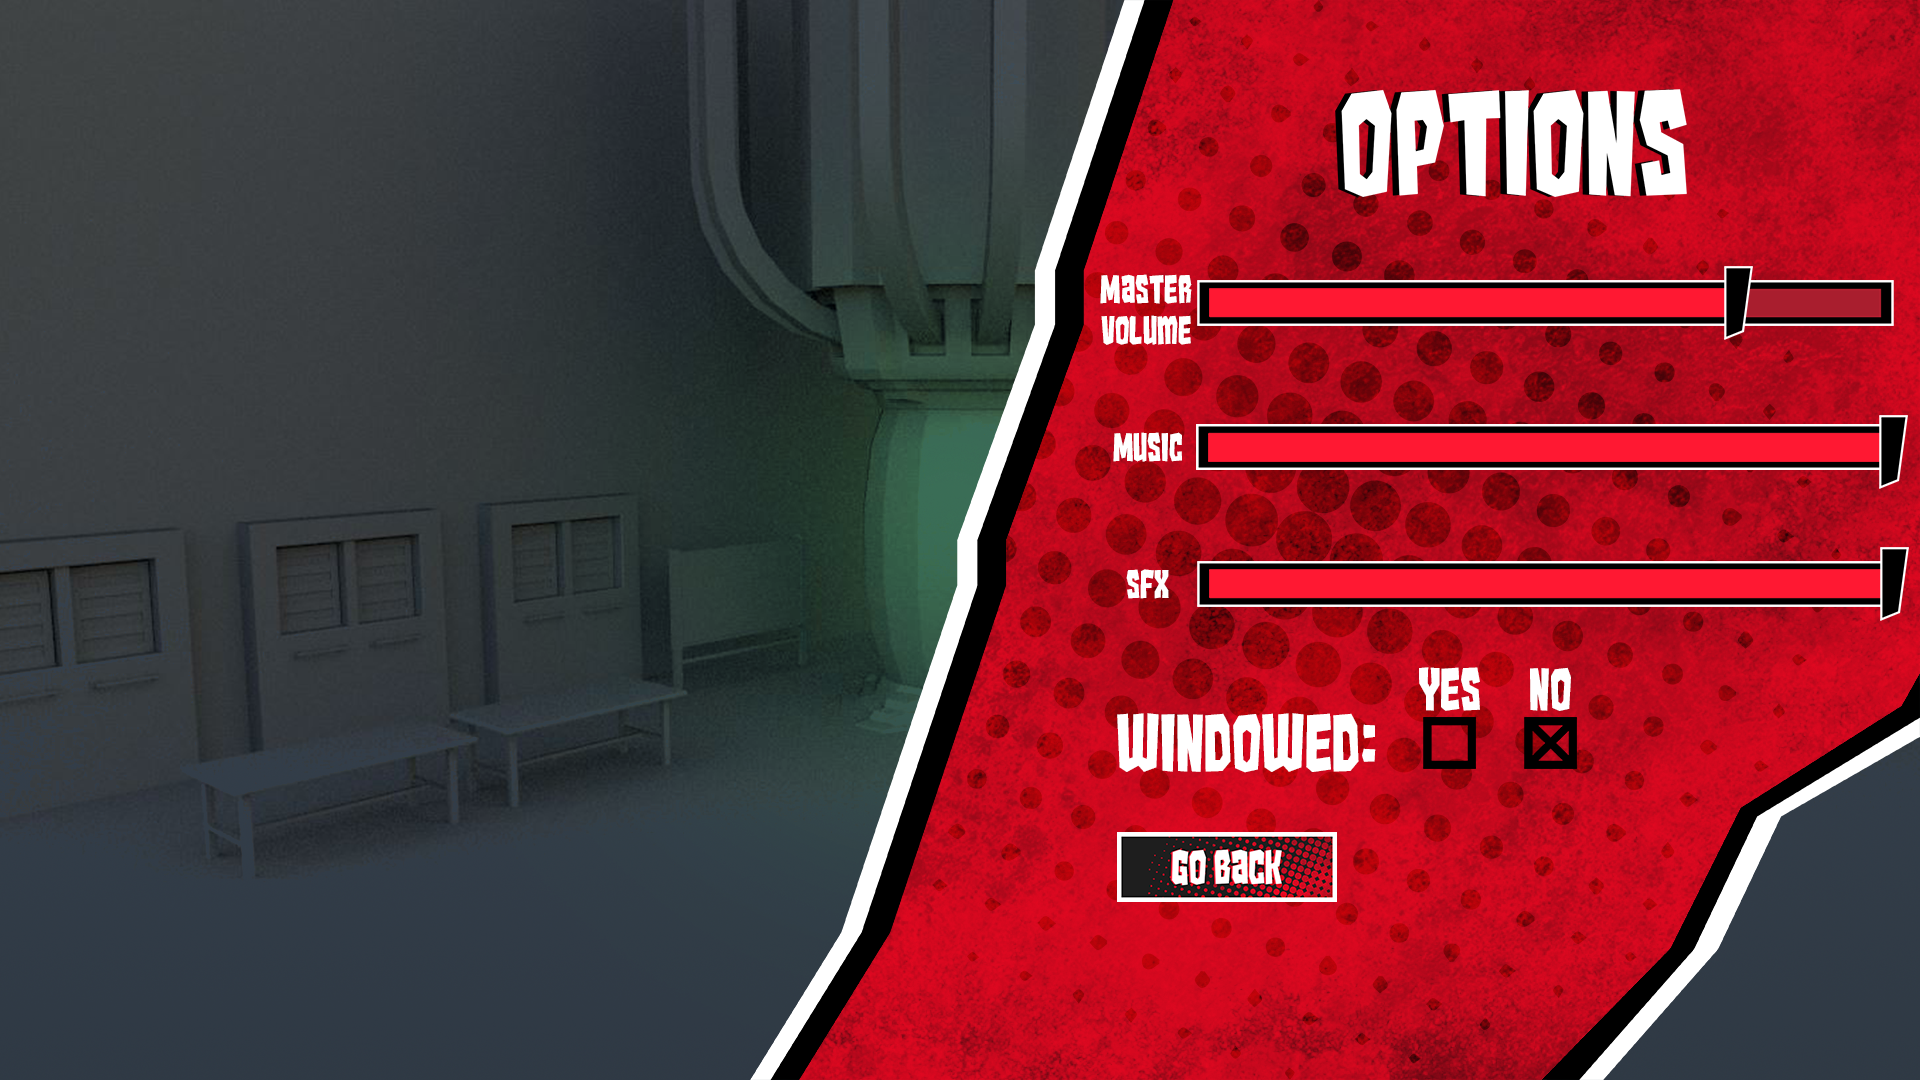 OPTIONS
MaSTER
VOLUME
MUSIC
SFX
YES NO
WINDOWED:
GO BaCK